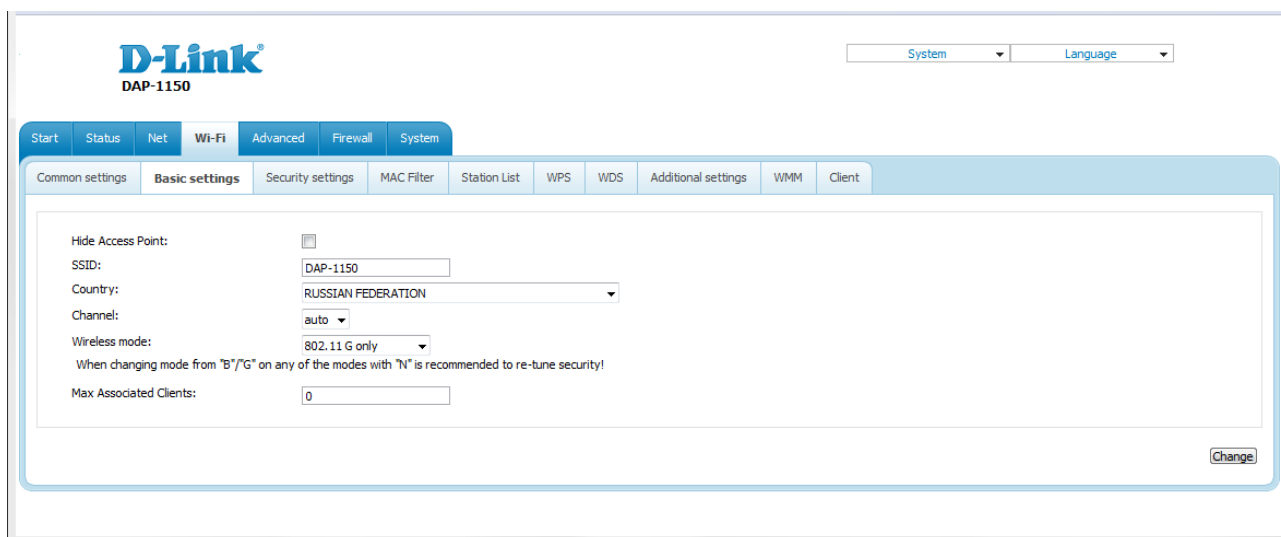 D-Link®
DAP-1150
System Language
Start Status Net Wi-Fi Advanced Firewall System
Common settings Basic settings Security settings MAC Filter Station List WPS WDS Additional settings WMM Client
Hide Access Point:
SSID: DAP-1150
Country: RUSSIAN FEDERATION
Channel: auto
Wireless mode: 802.11 G only
When changing mode from "B"/"G" on any of the modes with "N" is recommended to re-tune security!
Max Associated Clients: 0
Change